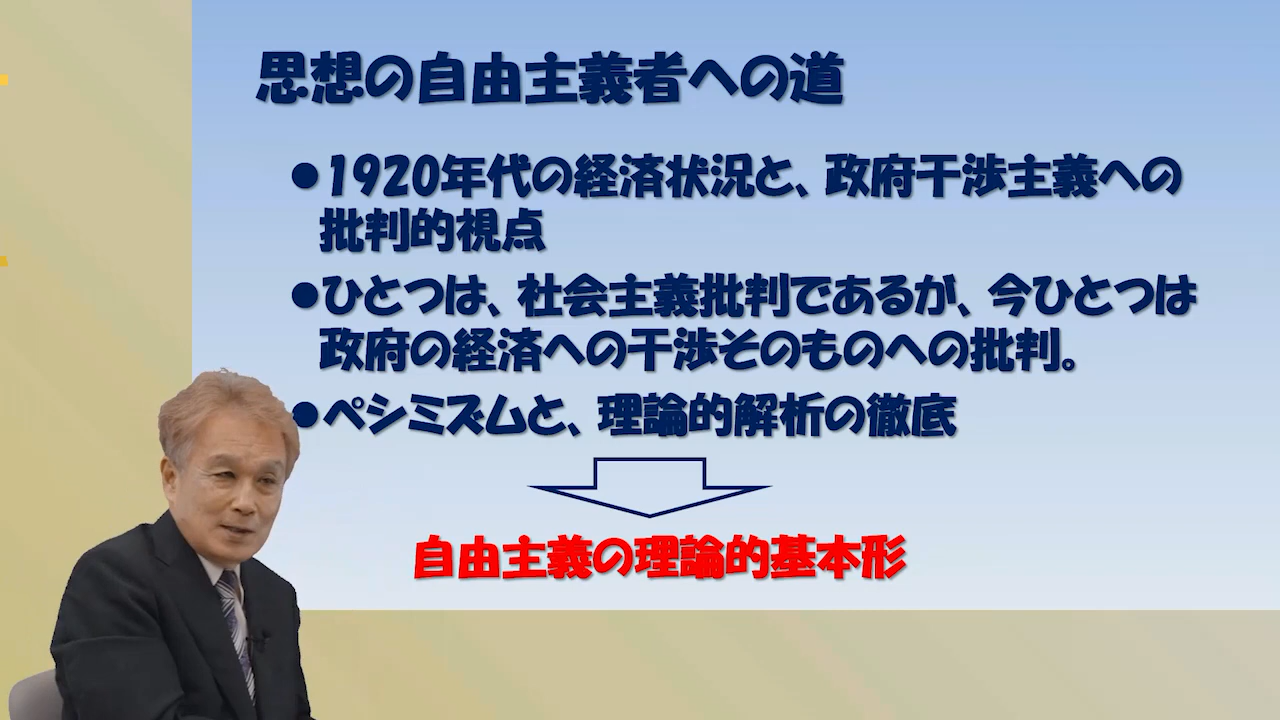 思想の自由主義者への道
●1920年代の経済状況と、政府干渉主義への
批判的視点
●ひとつは、社会主義批判であるが、今ひとつは
政府の経済への干渉そのものへの批判。
●ペシミズムと、理論的解析の徹底
自由主義の理論的基本形